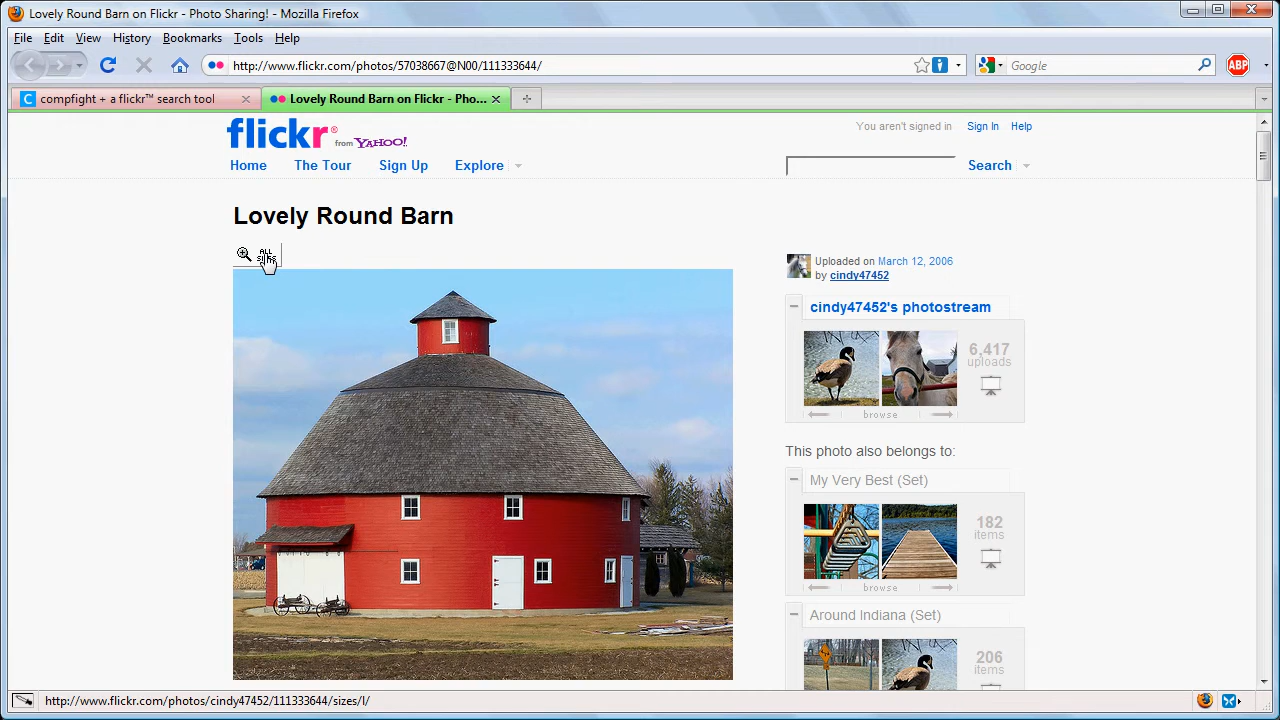 Lovely Round Barn on Flickr - Photo Sharing! - Mozilla Firefox
File Edit View History Bookmarks Tools Help
http://www.flickr.com/photos/57038667@N00/111333644/
Google
ABP
compfight + a flickr™ search tool
Lovely Round Barn on Flickr - Pho...
flickr® from YAHOO!
You aren't signed in Sign In Help
Home The Tour Sign Up Explore
Search
Lovely Round Barn
ALL SIZES
Uploaded on March 12, 2006
by cindy47452
cindy47452's photostream
6,417
uploads
browse
This photo also belongs to:
My Very Best (Set)
182
items
browse
Around Indiana (Set)
206
items
http://www.flickr.com/photos/cindy47452/111333644/sizes/l/